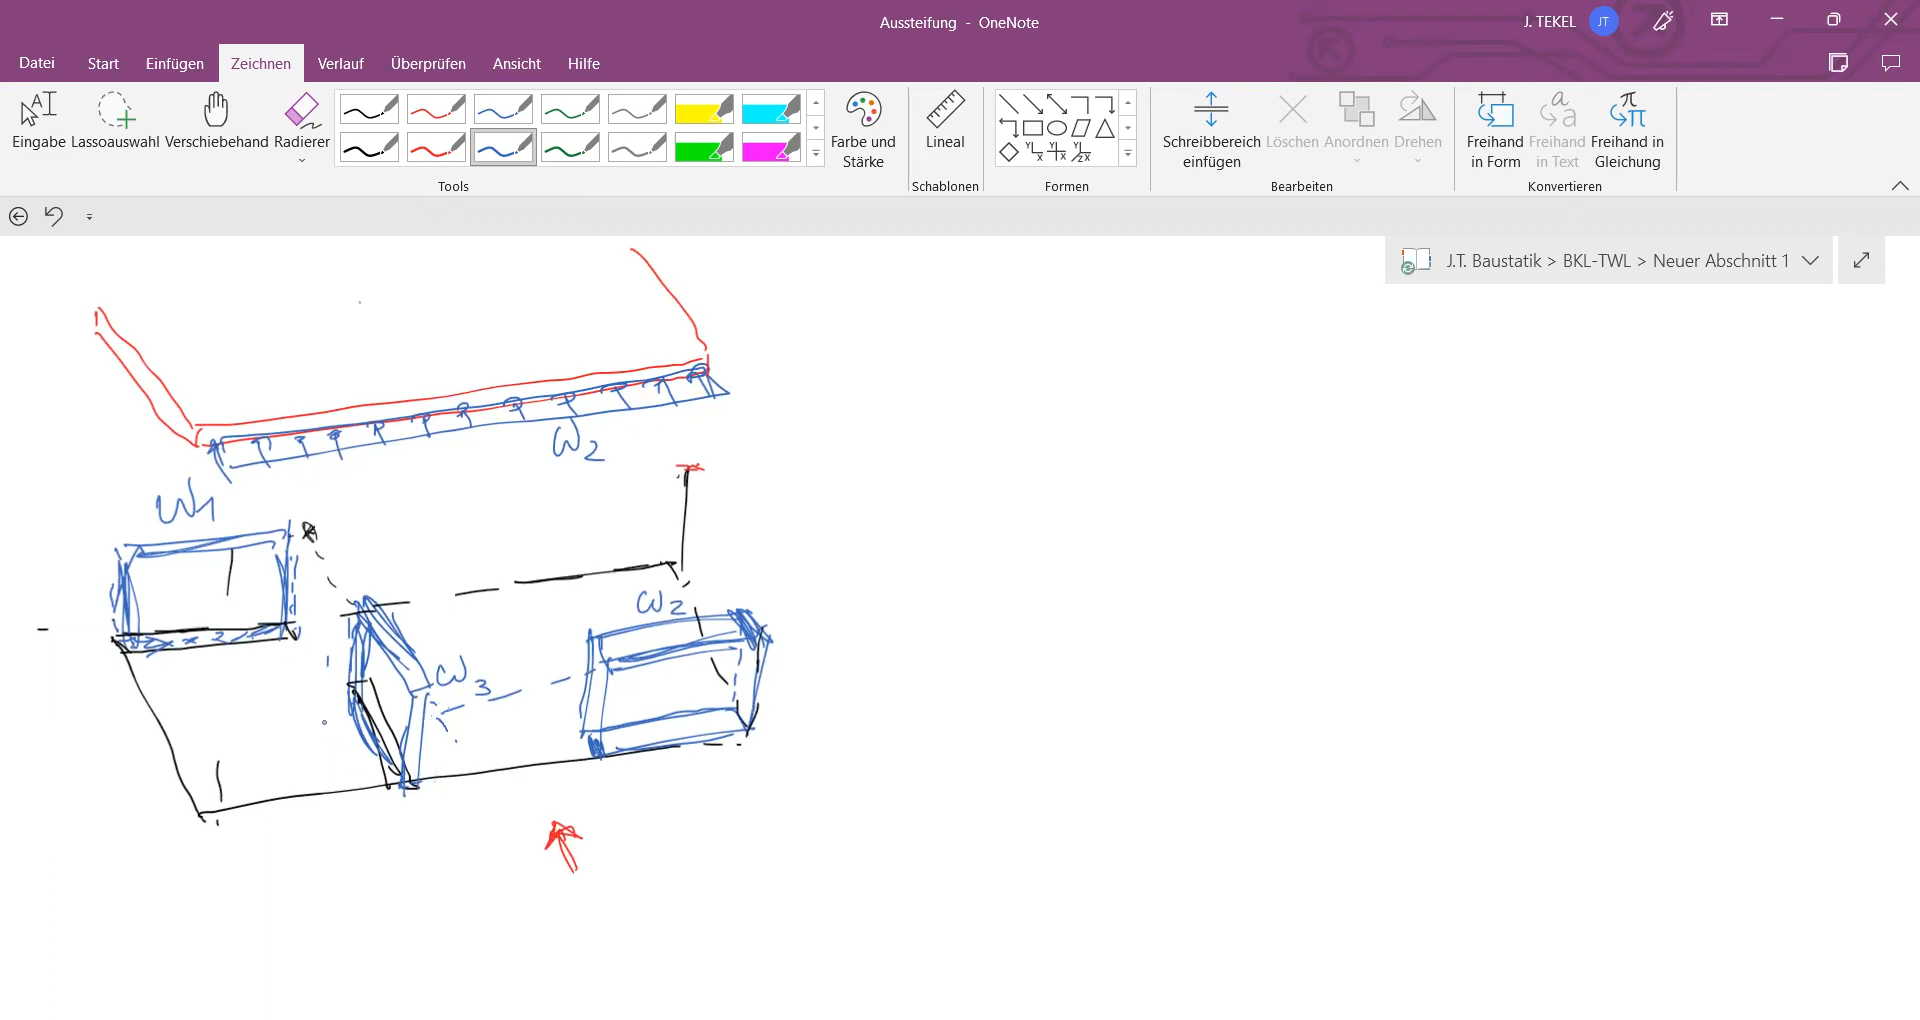 Aussteifung - OneNote
J. TEKEL
JT
Datei
Start
Einfügen
Zeichnen
Verlauf
Überprüfen
Ansicht
Hilfe
Eingabe
Lassoauswahl
Verschiebehand
Radierer
Farbe und
Stärke
Lineal
Schreibbereich
einfügen
Löschen
Anordnen
Drehen
Freihand
in Form
Freihand
in Text
Freihand in
Gleichung
Tools
Schablonen
Formen
Bearbeiten
Konvertieren
J.T. Baustatik > BKL-TWL > Neuer Abschnitt 1
W2
W1
W2
W3